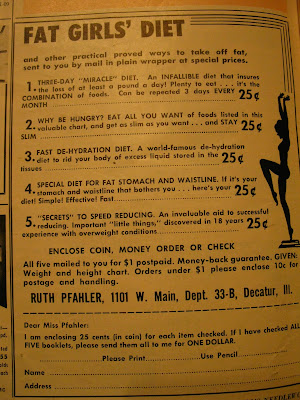 FAT GIRLS' DIET
and other practical proved ways to take off fat,
sent to you by mail in plain wrapper at special prices.
1. THREE-DAY "MIRACLE" DIET. An INFALLIBLE diet that insures
the loss of at least a pound a day! Plenty to eat . . . it's the
COMBINATION of foods. Can be repeated 3 days EVERY
MONTH 25¢
2. WHY BE HUNGRY? EAT ALL YOU WANT of foods listed in this
valuable chart, and get as slim as you want . . . and STAY
SLIM 25¢
3. FAST DE-HYDRATION DIET. A world-famous de-hydration
diet to rid your body of excess liquid stored in the
tissues 25¢
4. SPECIAL DIET FOR FAT STOMACH AND WAISTLINE. If it's your
stomach and waistline that bothers you . . . here's your
diet! Simple! Effective! Fast 25¢
5. "SECRETS" TO SPEED REDUCING. An invaluable aid to successful
reducing. Important "little things," discovered in 18 years
experience with overweight conditions 25¢
ENCLOSE COIN, MONEY ORDER OR CHECK
All five mailed to you for $1 postpaid. Money-back guarantee. GIVEN:
Weight and height chart. Orders under $1 please enclose 10c for
postage and handling.
RUTH PFAHLER, 1101 W. Main, Dept. 33-B, Decatur, Ill.
Dear Miss Pfahler:
I am enclosing 25 cents (in coin) for each item checked. If I have checked ALL
FIVE booklets, please send them all to me for ONE DOLLAR.
Please Print Use Pencil
Name
Address